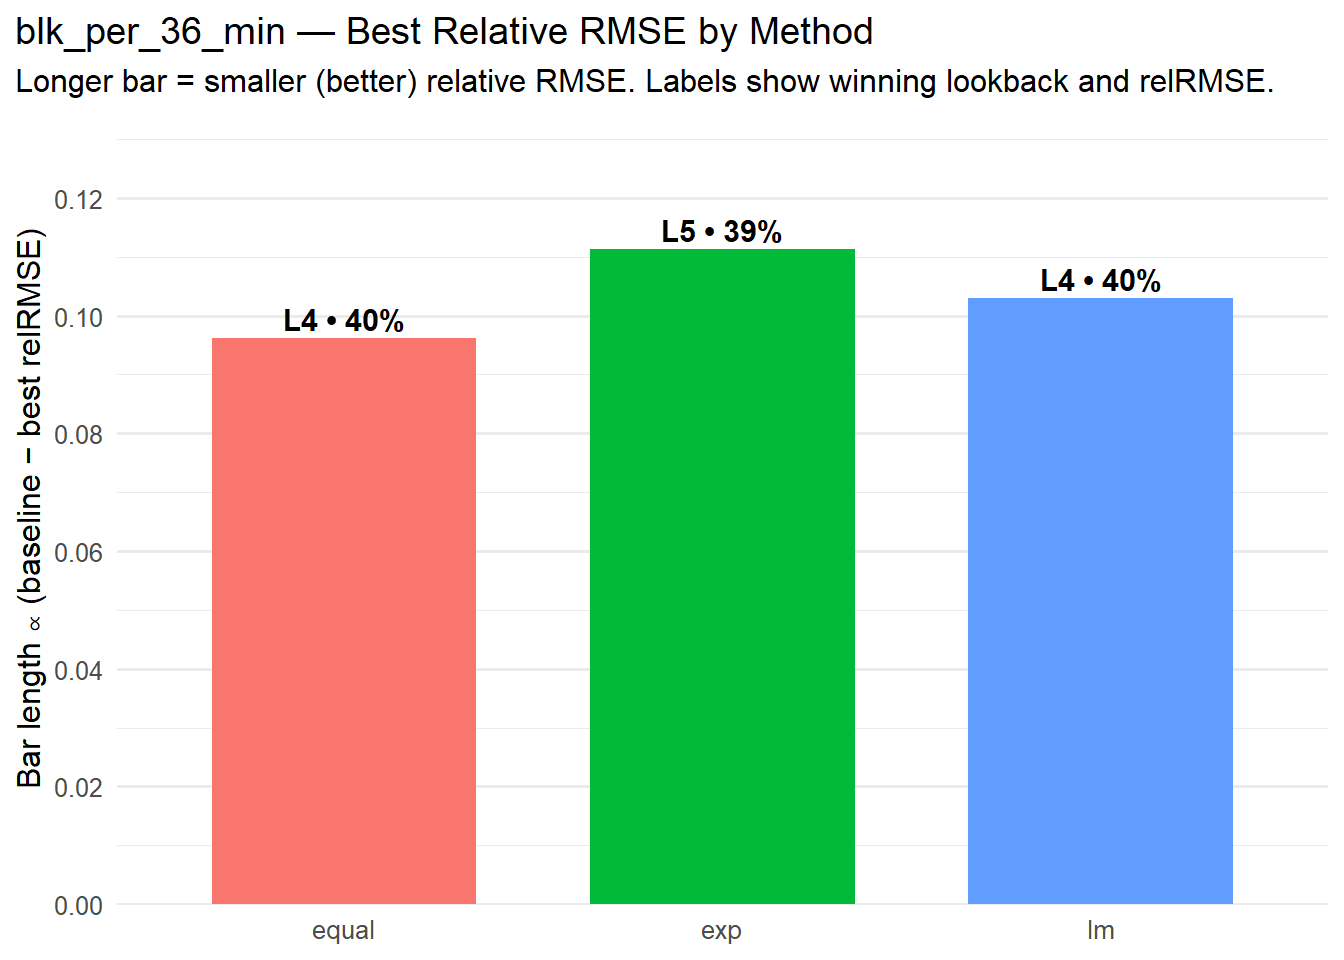 blk_per_36_min — Best Relative RMSE by Method
Longer bar = smaller (better) relative RMSE. Labels show winning lookback and relRMSE.
Bar length ∝ (baseline − best relRMSE)
0.12
0.10
0.08
0.06
0.04
0.02
0.00
L4 • 40%
L5 • 39%
L4 • 40%
equal
exp
lm